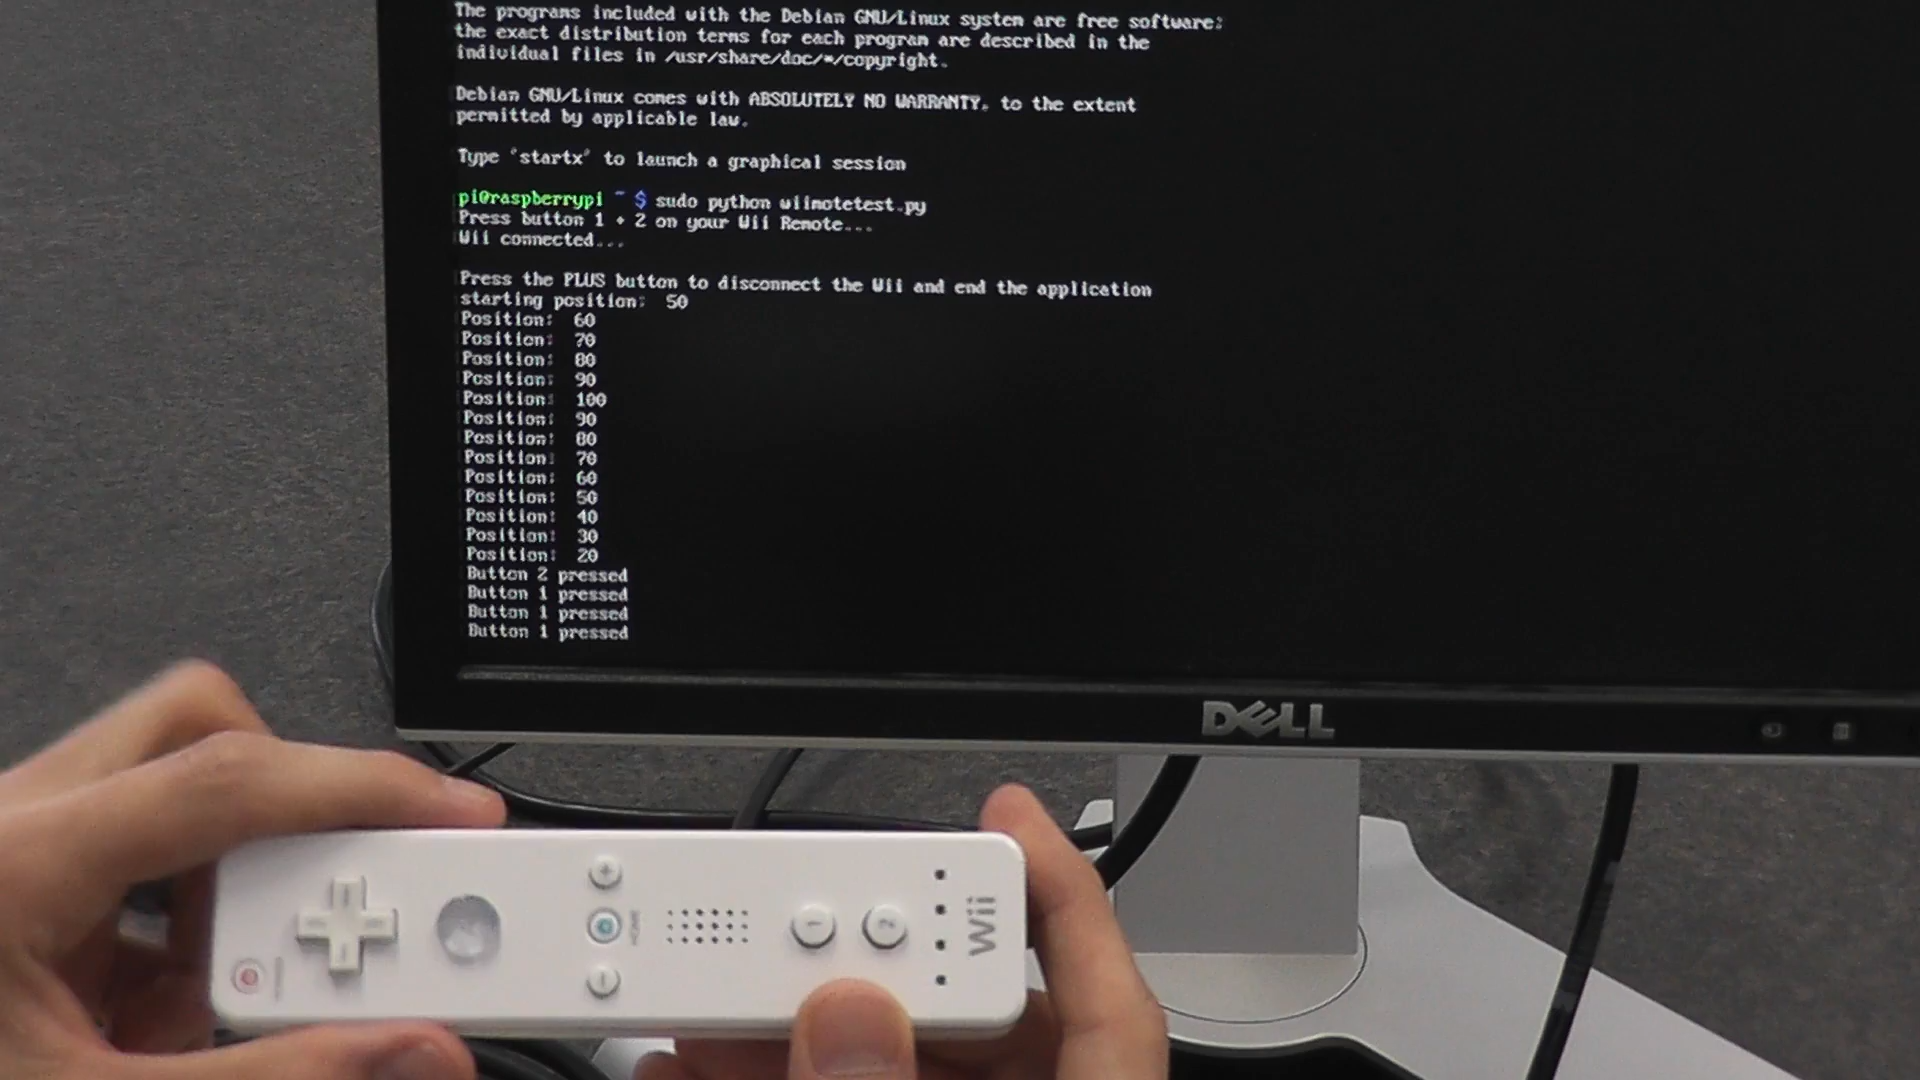 The programs included with the Debian GNU/Linux system are free software;
the exact distribution terms for each program are described in the
individual files in /usr/share/doc/*/copyright.
Debian GNU/Linux comes with ABSOLUTELY NO WARRANTY, to the extent
permitted by applicable law.
Type 'startx' to launch a graphical session
pi@raspberrypi ~ $ sudo python wiimotetest.py
Press button 1 + 2 on your Wii Remote...
Wii connected...
Press the PLUS button to disconnect the Wii and end the application
starting position: 50
Position: 60
Position: 70
Position: 80
Position: 90
Position: 100
Position: 90
Position: 80
Position: 70
Position: 60
Position: 50
Position: 40
Position: 30
Position: 20
Button 2 pressed
Button 1 pressed
Button 1 pressed
Button 1 pressed
DELL
HOME
1
2
Wii